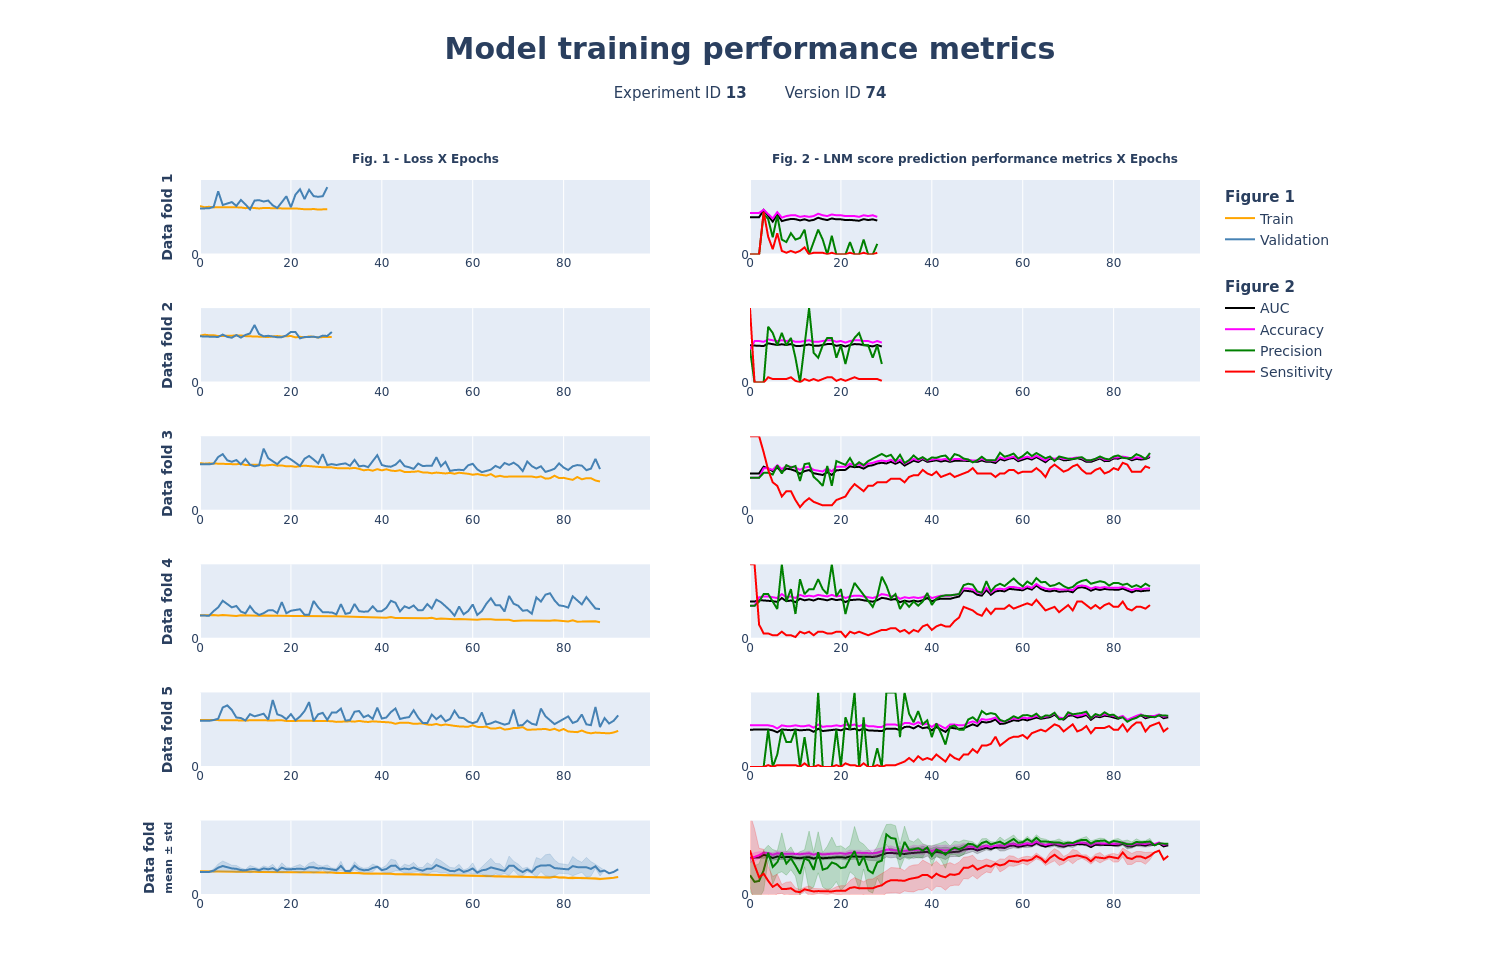 Model training performance metrics
Experiment ID 13 Version ID 74
Fig. 1 - Loss X Epochs
Fig. 2 - LNM score prediction performance metrics X Epochs
Data fold 1
0
0 20 40 60 80
0
0 20 40 60 80
Figure 1
Train
Validation
Figure 2
AUC
Accuracy
Precision
Sensitivity
Data fold 2
0
0 20 40 60 80
0
0 20 40 60 80
Data fold 3
0
0 20 40 60 80
0
0 20 40 60 80
Data fold 4
0
0 20 40 60 80
0
0 20 40 60 80
Data fold 5
0
0 20 40 60 80
0
0 20 40 60 80
Data fold
mean ± std
0
0 20 40 60 80
0
0 20 40 60 80